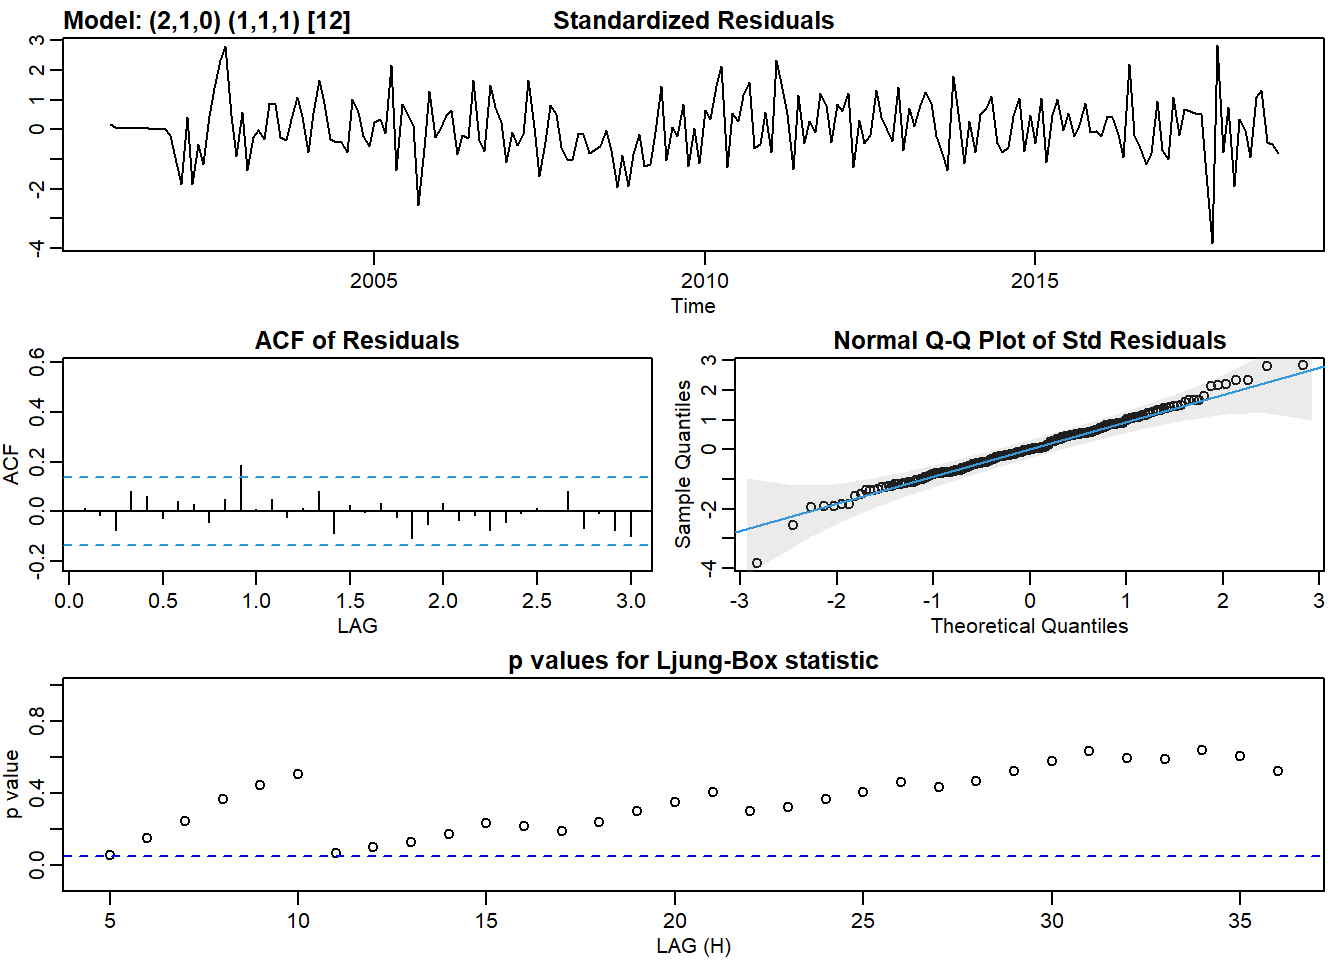 Model: (2,1,0) (1,1,1) [12] Standardized Residuals
3
2
1
0
-2
-4
2005 2010 2015
Time
ACF of Residuals
0.6
0.4
0.2
0.0
-0.2
ACF
0.0 0.5 1.0 1.5 2.0 2.5 3.0
LAG
Normal Q-Q Plot of Std Residuals
3
2
1
0
-2
-4
Sample Quantiles
-3 -2 -1 0 1 2 3
Theoretical Quantiles
p values for Ljung-Box statistic
0.8
0.4
0.0
p value
5 10 15 20 25 30 35
LAG (H)